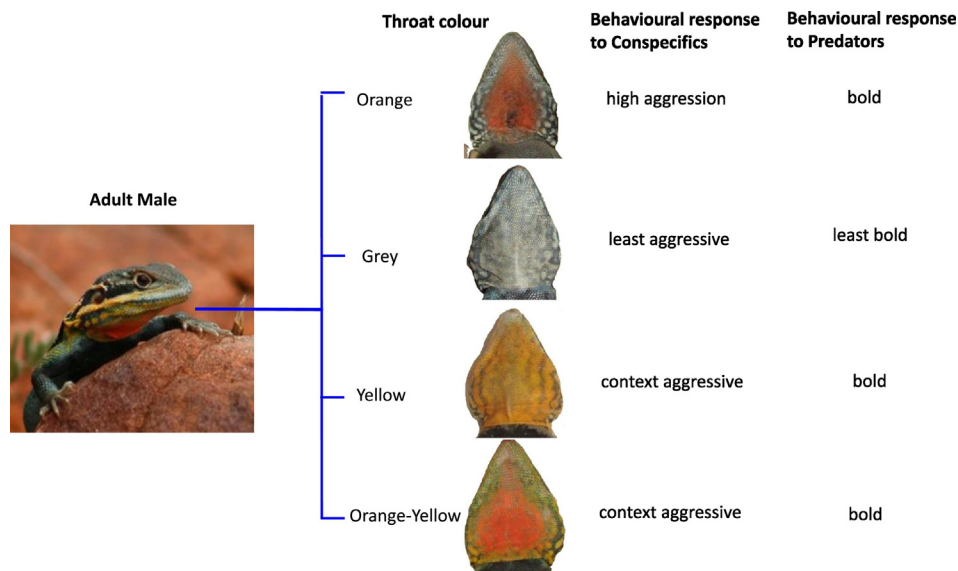 Throat colour
Behavioural response
to Conspecifics
Behavioural response
to Predators
Adult Male
Orange
high aggression
bold
Grey
least aggressive
least bold
Yellow
context aggressive
bold
Orange-Yellow
context aggressive
bold